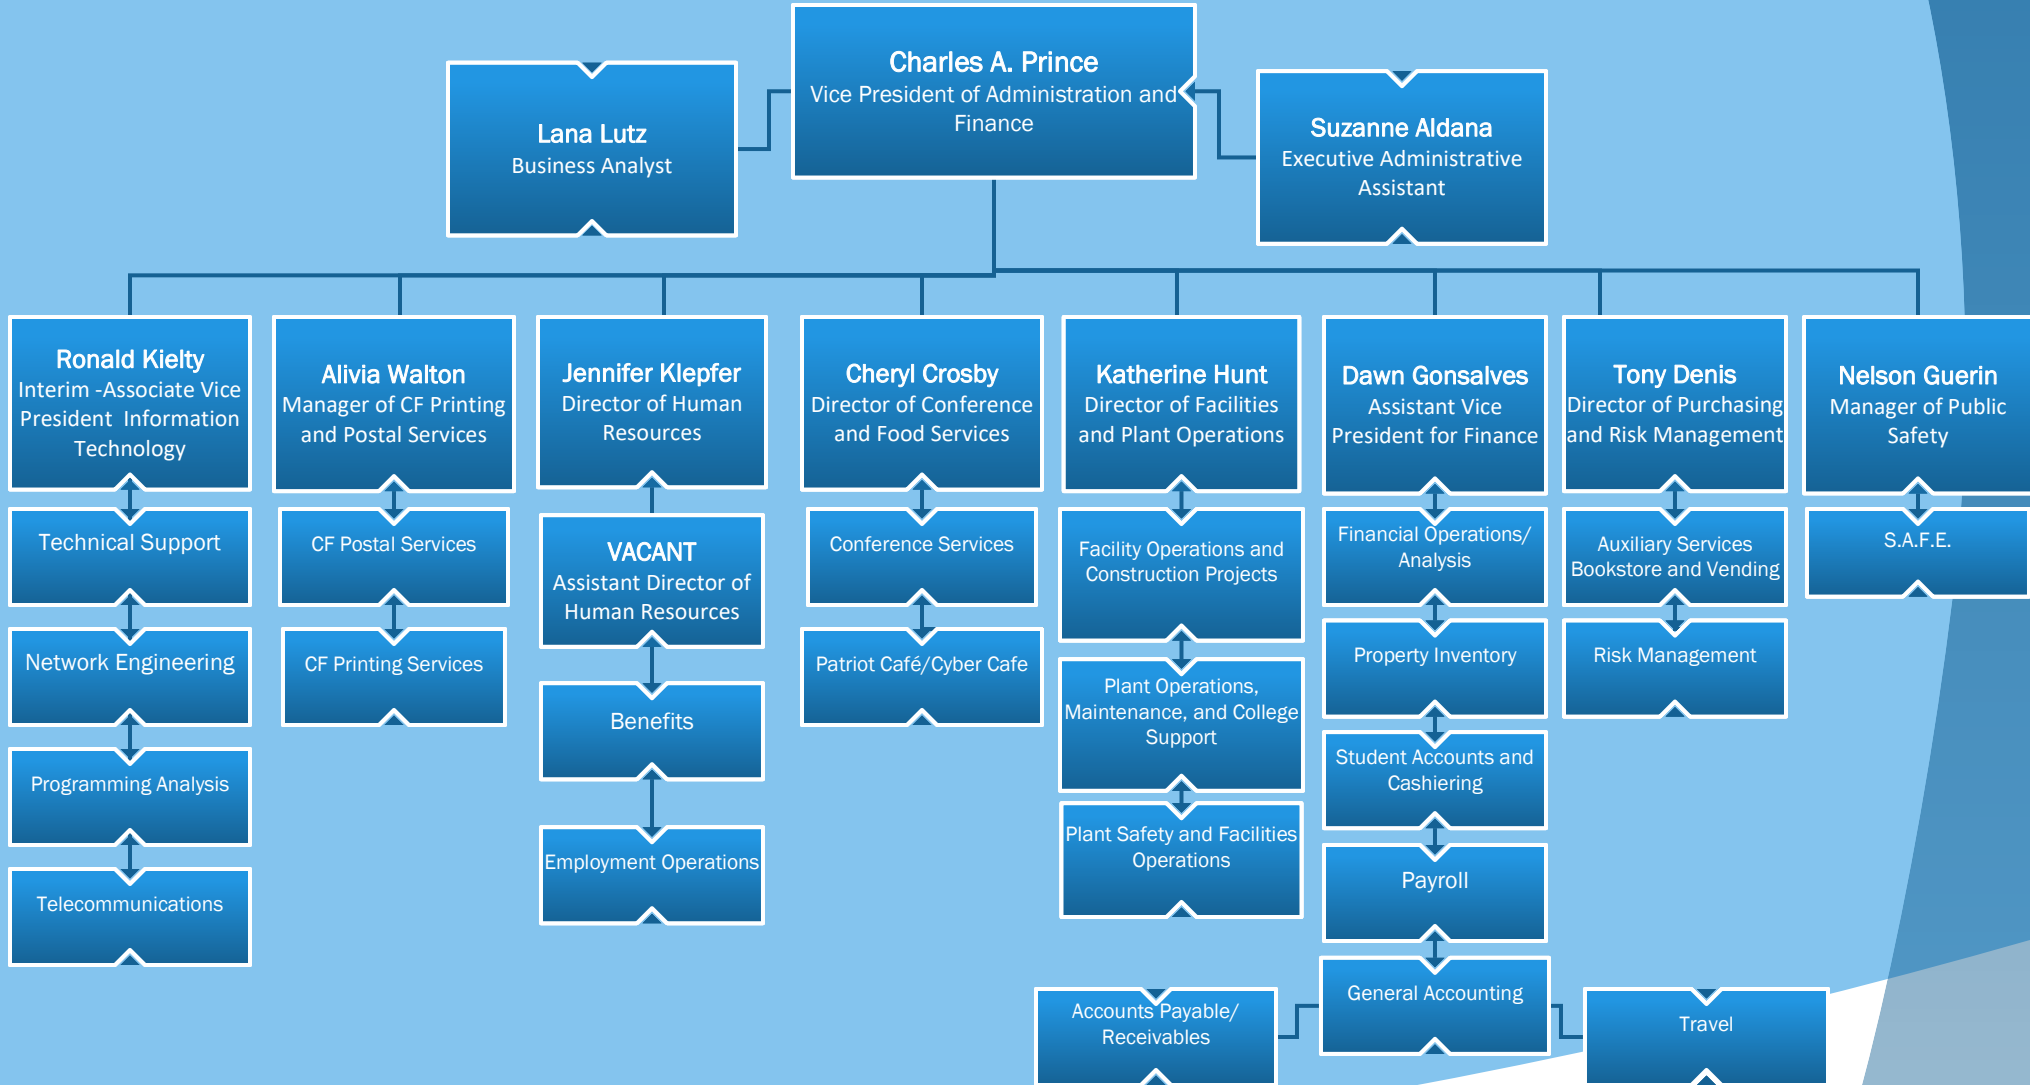 Charles A. Prince
Vice President of Administration and
Finance
Lana Lutz
Business Analyst
Suzanne Aldana
Executive Administrative
Assistant
Ronald Kielty
Interim -Associate Vice
President  Information
Technology
Technical Support
Network Engineering
Programming Analysis
Telecommunications
Alivia Walton
Manager of CF Printing
and Postal Services
CF Postal Services
CF Printing Services
Jennifer Klepfer
Director of Human
Resources
VACANT
Assistant Director of
Human Resources
Benefits
Employment Operations
Cheryl Crosby
Director of Conference
and Food Services
Conference Services
Patriot Café/Cyber Cafe
Katherine Hunt
Director of Facilities
and Plant Operations
Facility Operations and
Construction Projects
Plant Operations,
Maintenance, and College
Support
Plant Safety and Facilities
Operations
Dawn Gonsalves
Assistant Vice
President for Finance
Financial Operations/
Analysis
Property Inventory
Student Accounts and
Cashiering
Payroll
General Accounting
Accounts Payable/
Receivables
Travel
Tony Denis
Director of Purchasing
and Risk Management
Auxiliary Services
Bookstore and Vending
Risk Management
Nelson Guerin
Manager of Public
Safety
S.A.F.E.